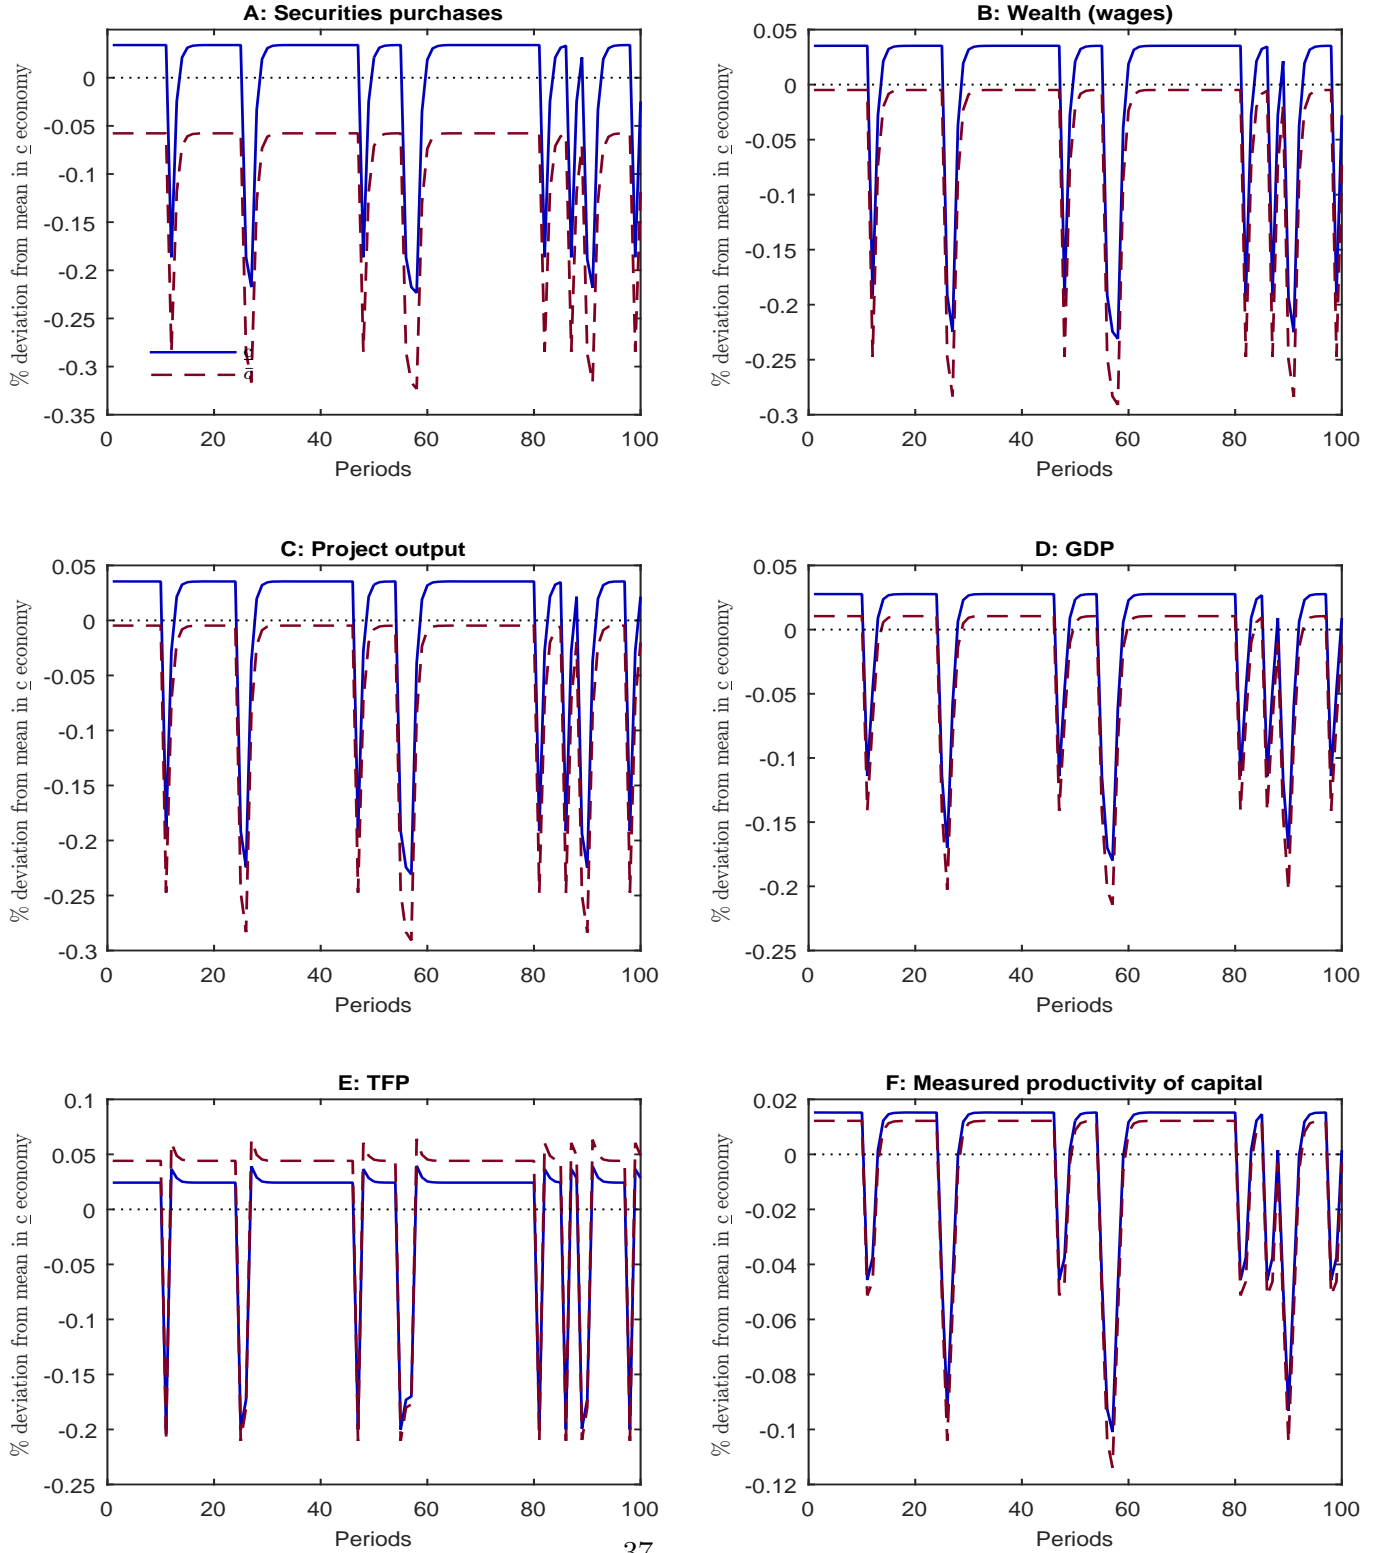 A: Securities purchases
% deviation from mean in c economy
0
-0.05
-0.1
-0.15
-0.2
-0.25
-0.3
-0.35
0 20 40 60 80 100
Periods
B: Wealth (wages)
% deviation from mean in c economy
0.05
0
-0.05
-0.1
-0.15
-0.2
-0.25
-0.3
0 20 40 60 80 100
Periods
C: Project output
% deviation from mean in c economy
0.05
0
-0.05
-0.1
-0.15
-0.2
-0.25
-0.3
0 20 40 60 80 100
Periods
D: GDP
% deviation from mean in c economy
0.05
0
-0.05
-0.1
-0.15
-0.2
-0.25
0 20 40 60 80 100
Periods
E: TFP
% deviation from mean in c economy
0.1
0.05
0
-0.05
-0.1
-0.15
-0.2
-0.25
0 20 40 60 80 100
Periods
F: Measured productivity of capital
% deviation from mean in c economy
0.02
0
-0.02
-0.04
-0.06
-0.08
-0.1
-0.12
0 20 40 60 80 100
Periods
37